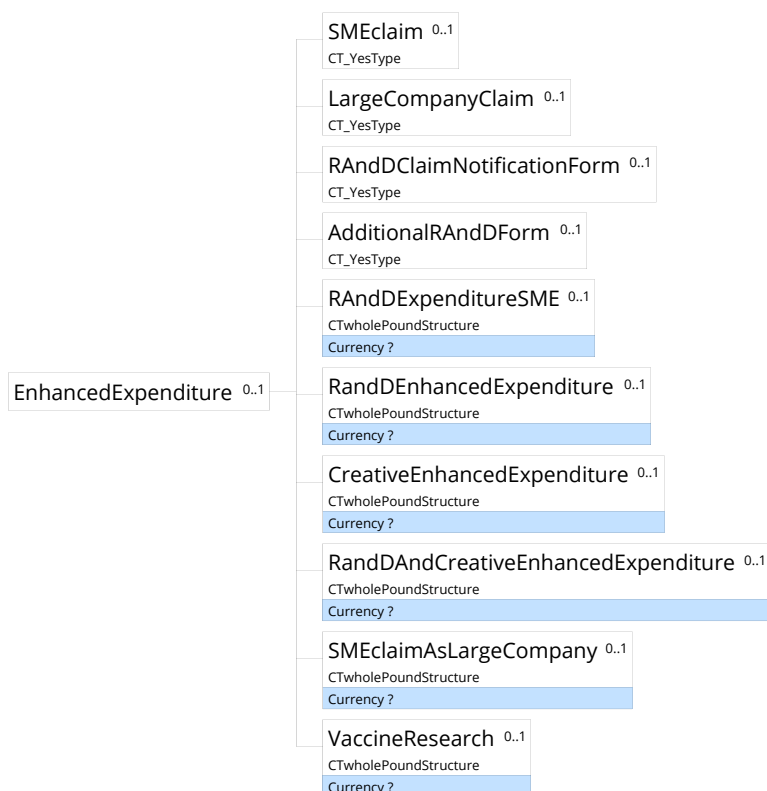 SMEclaim 0..1
CT_YesType
LargeCompanyClaim 0..1
CT_YesType
RAndDClaimNotificationForm 0..1
CT_YesType
AdditionalRAndDForm 0..1
CT_YesType
RAndDExpenditureSME 0..1
CTwholePoundStructure
Currency ?
EnhancedExpenditure 0..1
RandDEnhancedExpenditure 0..1
CTwholePoundStructure
Currency ?
CreativeEnhancedExpenditure 0..1
CTwholePoundStructure
Currency ?
RandDAndCreativeEnhancedExpenditure 0..1
CTwholePoundStructure
Currency ?
SMEclaimAsLargeCompany 0..1
CTwholePoundStructure
Currency ?
VaccineResearch 0..1
CTwholePoundStructure
Currency ?